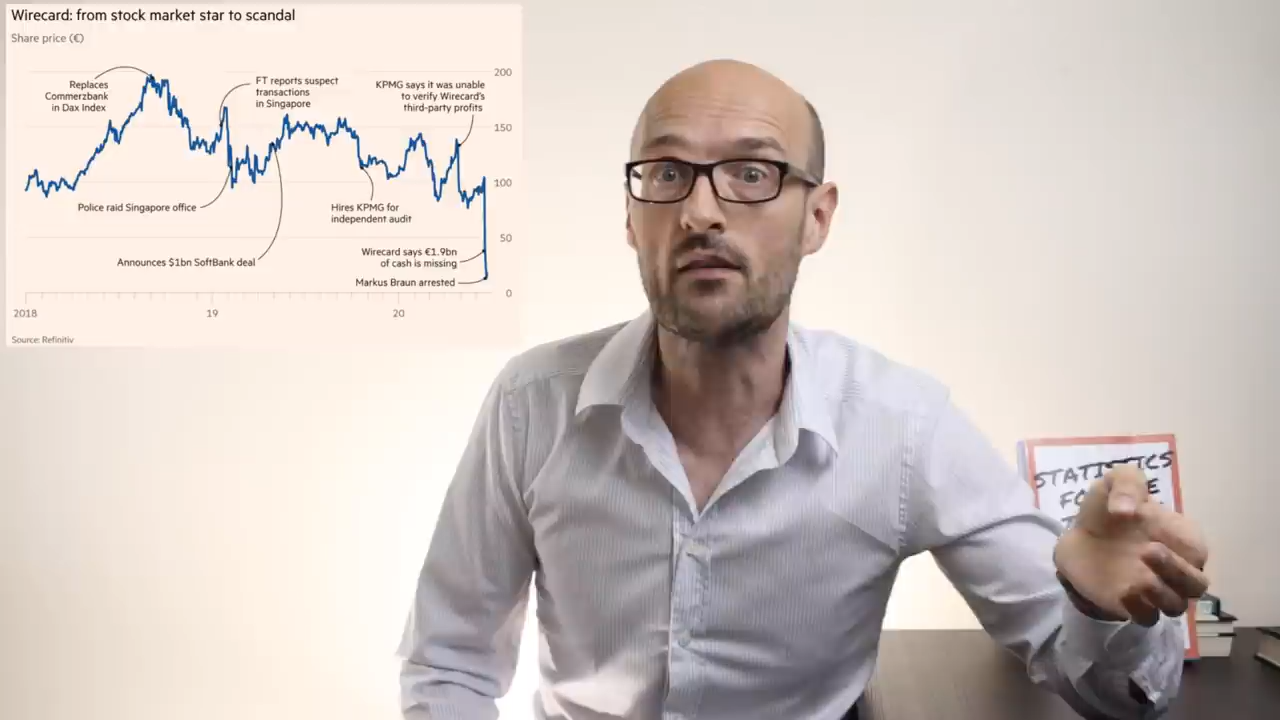 Wirecard: from stock market star to scandal
Share price (€)
Replaces
Commerzbank
in Dax Index
FT reports suspect
transactions
in Singapore
KPMG says it was unable
to verify Wirecard's
third-party profits
200
150
100
50
0
Police raid Singapore office
Hires KPMG for
independent audit
Announces $1bn SoftBank deal
Wirecard says €1.9bn
of cash is missing
Markus Braun arrested
2018
19
20
Source: Refinitiv
STATISTICS